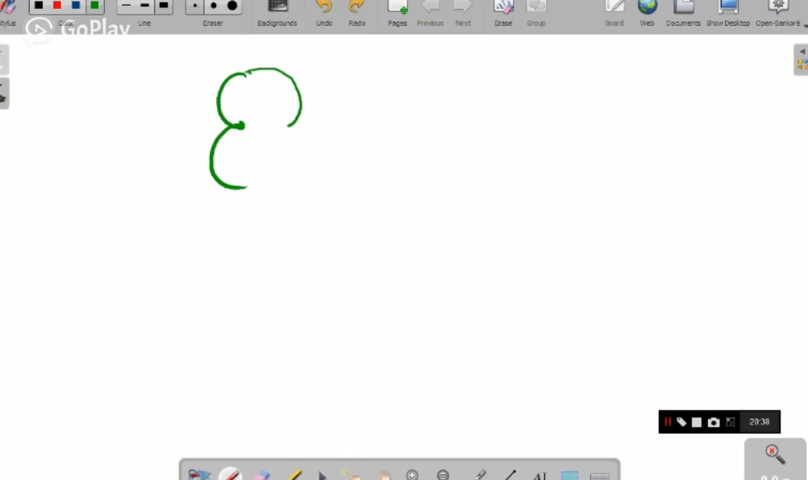 GoPlay
Stylus Color Line Eraser Backgrounds Undo Redo Pages Previous Next Erase Group Board Web Documents Show Desktop Open-Sankoré
20:38